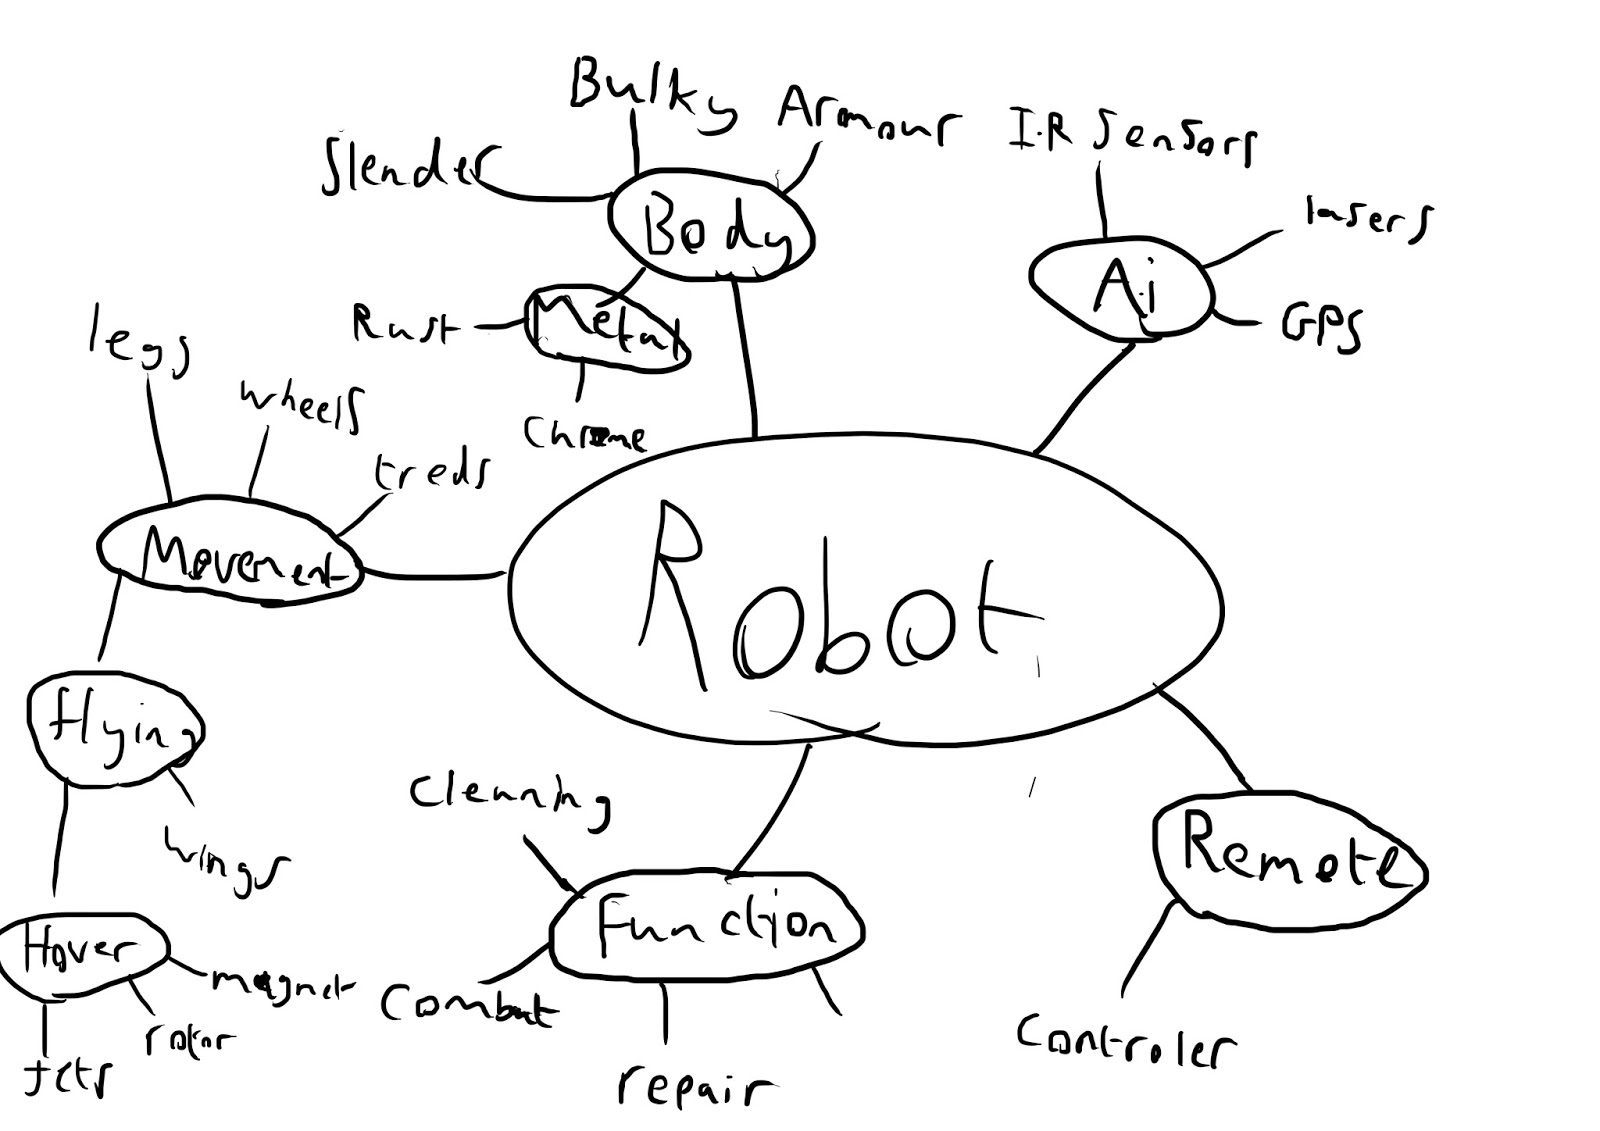 Bulky
Armour
I.R Sensors
Slender
Body
lasers
Ai
GPS
Rust
Metal
Chrome
legs
wheels
treds
Movement
Robot
flying
wings
Cleaning
Remote
Function
Hover
magnet
Combat
rotor
jets
repair
Controler